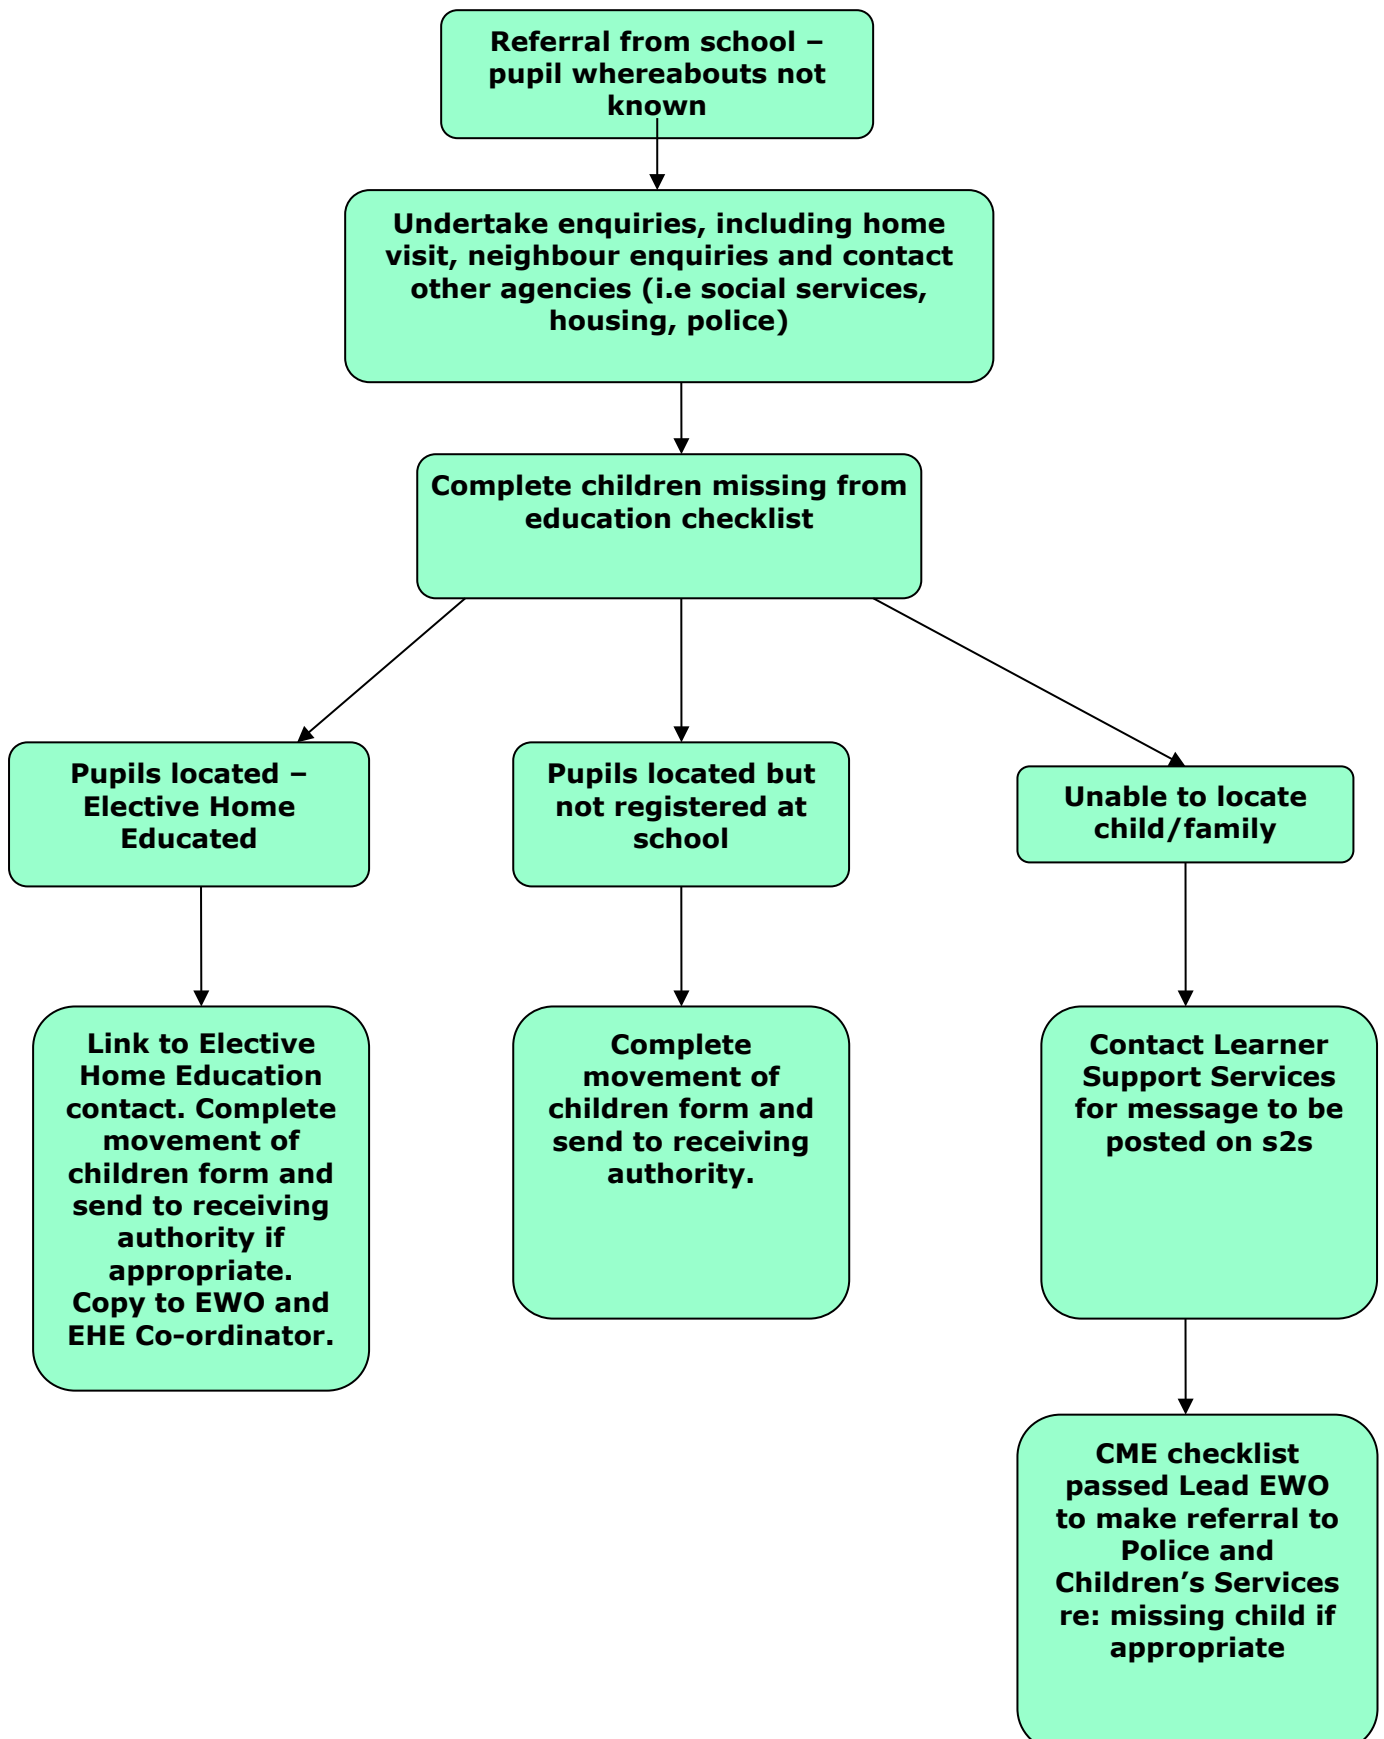 Referral from school –
pupil whereabouts not
known
Undertake enquiries, including home
visit, neighbour enquiries and contact
other agencies (i.e social services,
housing, police)
Complete children missing from
education checklist
Pupils located –
Elective Home
Educated
Pupils located but
not registered at
school
Unable to locate
child/family
Link to Elective
Home Education
contact. Complete
movement of
children form and
send to receiving
authority if
appropriate.
Copy to EWO and
EHE Co-ordinator.
Complete
movement of
children form and
send to receiving
authority.
Contact Learner
Support Services
for message to be
posted on s2s
CME checklist
passed Lead EWO
to make referral to
Police and
Children’s Services
re: missing child if
appropriate